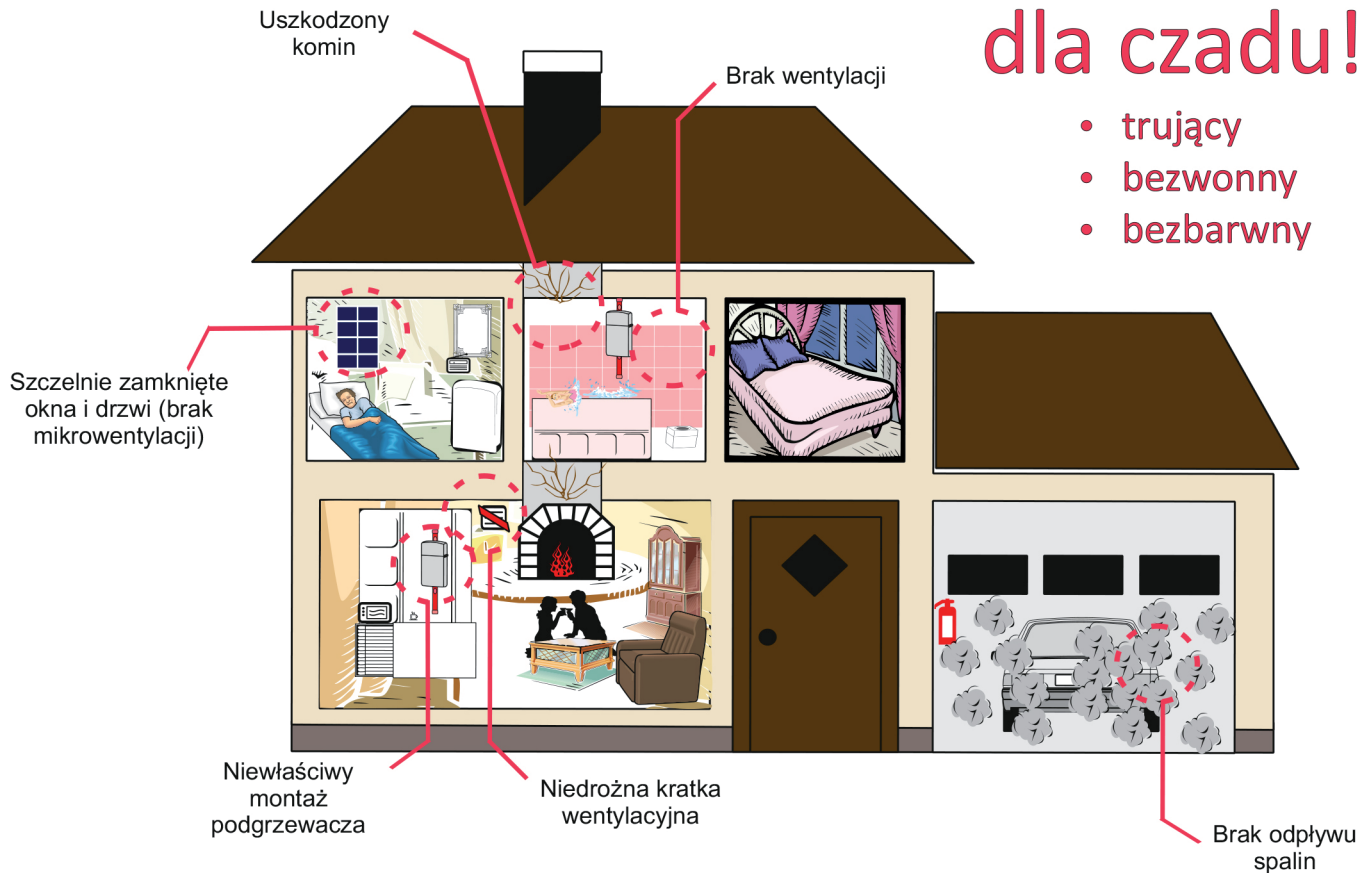 dla czadu!
• trujący
• bezwonny
• bezbarwny
Uszkodzony
komin
Brak wentylacji
Szczelnie zamknięte
okna i drzwi (brak
mikrowentylacji)
Niewłaściwy
montaż
podgrzewacza
Niedrożna kratka
wentylacyjna
Brak odpływu
spalin